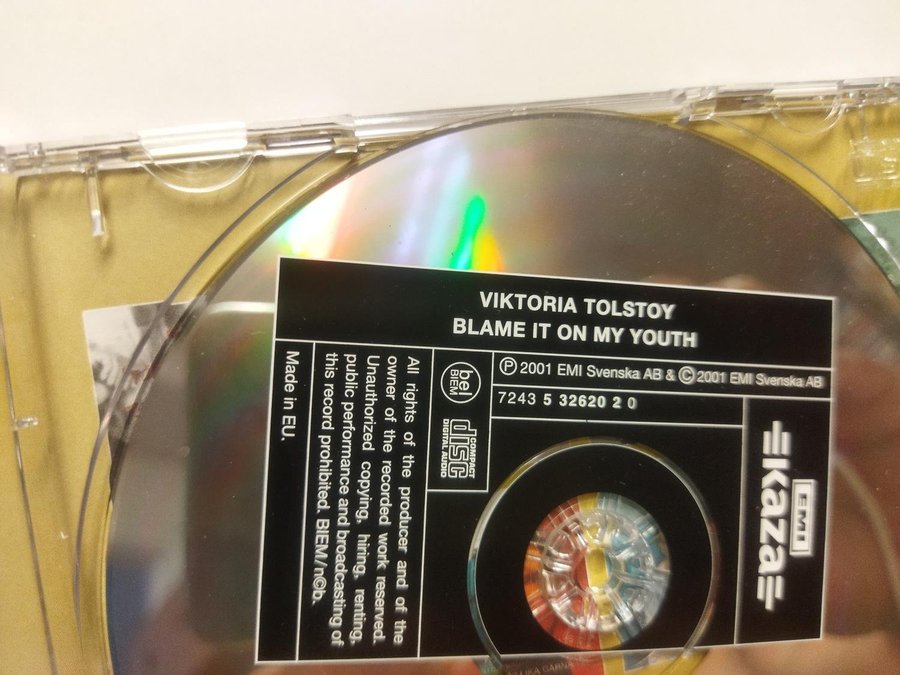 VIKTORIA TOLSTOY
BLAME IT ON MY YOUTH
Ⓟ 2001 EMI Svenska AB & Ⓒ 2001 EMI Svenska AB
7243 5 32620 2 0
bel
BIEM
COMPACT
disc
DIGITAL AUDIO
EMI
Kaza
All rights of the producer and of the
owner of the recorded work reserved.
Unauthorized copying, hiring, renting,
public performance and broadcasting of
this record prohibited. BIEM/n©b.
Made in EU.